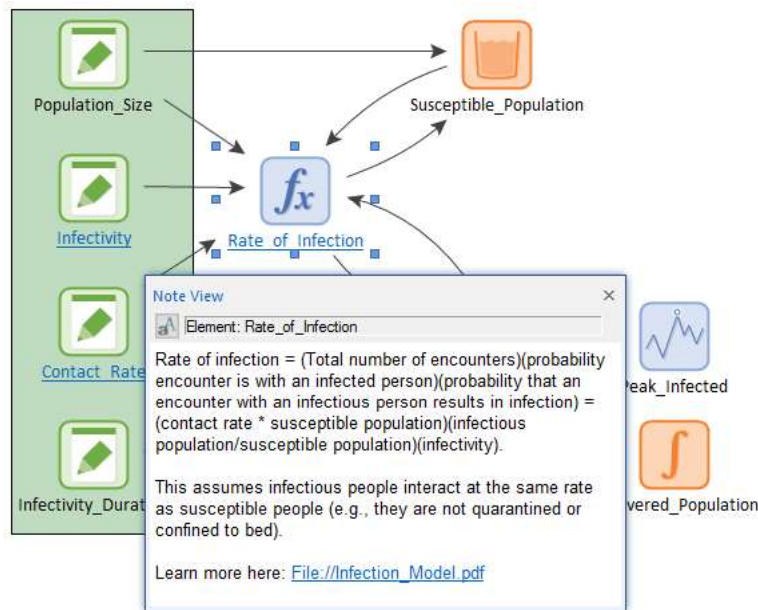 Population_Size
Susceptible_Population
fx
Infectivity
Rate_of_Infection
Note View
Element: Rate_of_Infection
Rate of infection = (Total number of encounters)(probability
encounter is with an infected person)(probability that an
encounter with an infectious person results in infection) =
(contact rate * susceptible population)(infectious
population/susceptible population)(infectivity).
This assumes infectious people interact at the same rate
as susceptible people (e.g., they are not quarantined or
confined to bed).
Learn more here: File://Infection_Model.pdf
Contact_Rate
eak_Infected
Infectivity_Durat
vered_Population